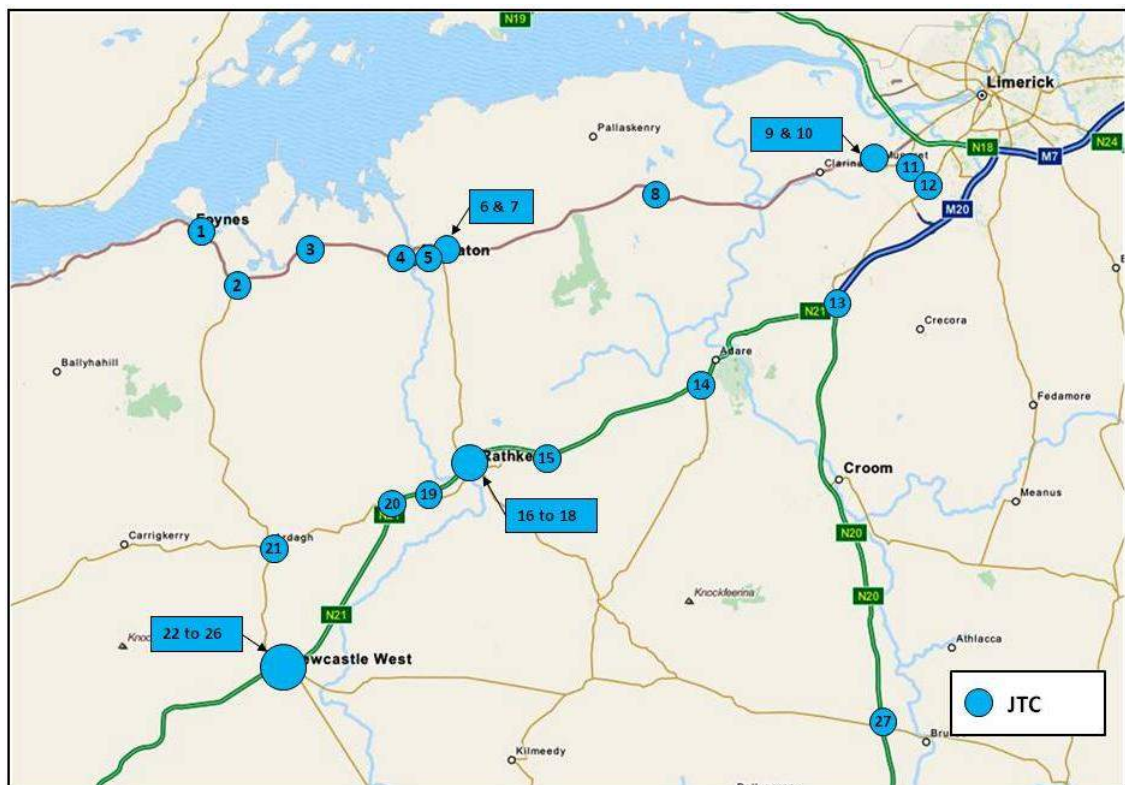 N19
Limerick
Pallaskenry
9 & 10
N18
M7
N24
11
12
8
6 & 7
M20
Foynes
1
3
4
5
2
N21
13
Crecora
Adare
Ballyhahill
14
Fedamore
Rathke
15
Croom
19
20
16 to 18
Meanus
Carrigkerry
21
Ardagh
N20
Knockfeerina
N20
N21
22 to 26
Athlacca
Newcastle West
JTC
27
Kilmeedy